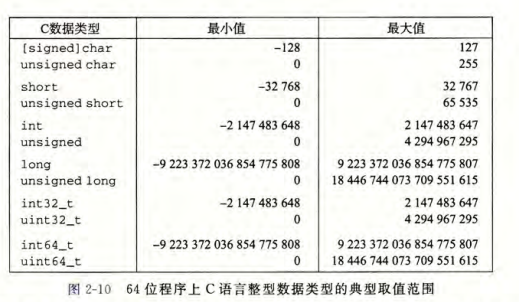 C数据类型 最小值 最大值
[signed]char -128 127
unsigned char 0 255
short -32 768 32 767
unsigned short 0 65 535
int -2 147 483 648 2 147 483 647
unsigned 0 4 294 967 295
long -9 223 372 036 854 775 808 9 223 372 036 854 775 807
unsigned long 0 18 446 744 073 709 551 615
int32_t -2 147 483 648 2 147 483 647
uint32_t 0 4 294 967 295
int64_t -9 223 372 036 854 775 808 9 223 372 036 854 775 807
uint64_t 0 18 446 744 073 709 551 615
图 2-10 64 位程序上 C 语言整型数据类型的典型取值范围